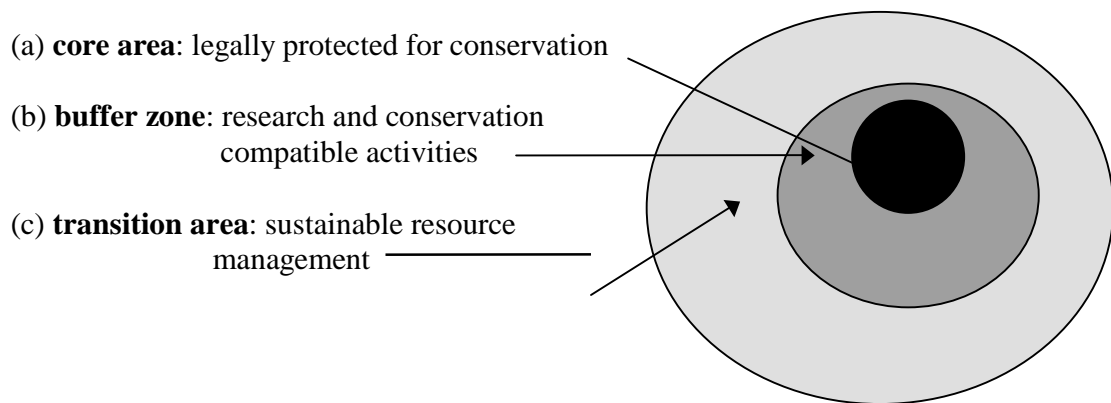 (a) core area: legally protected for conservation
(b) buffer zone: research and conservation
compatible activities
(c) transition area: sustainable resource
management